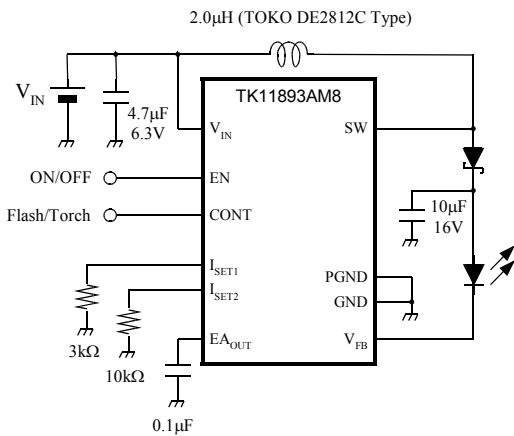 2.0μH (TOKO DE2812C Type)
V_IN
4.7μF
6.3V
TK11893AM8
V_IN
SW
ON/OFF
EN
Flash/Torch
CONT
10μF
16V
I_SET1
I_SET2
PGND
GND
3kΩ
10kΩ
EA_OUT
V_FB
0.1μF